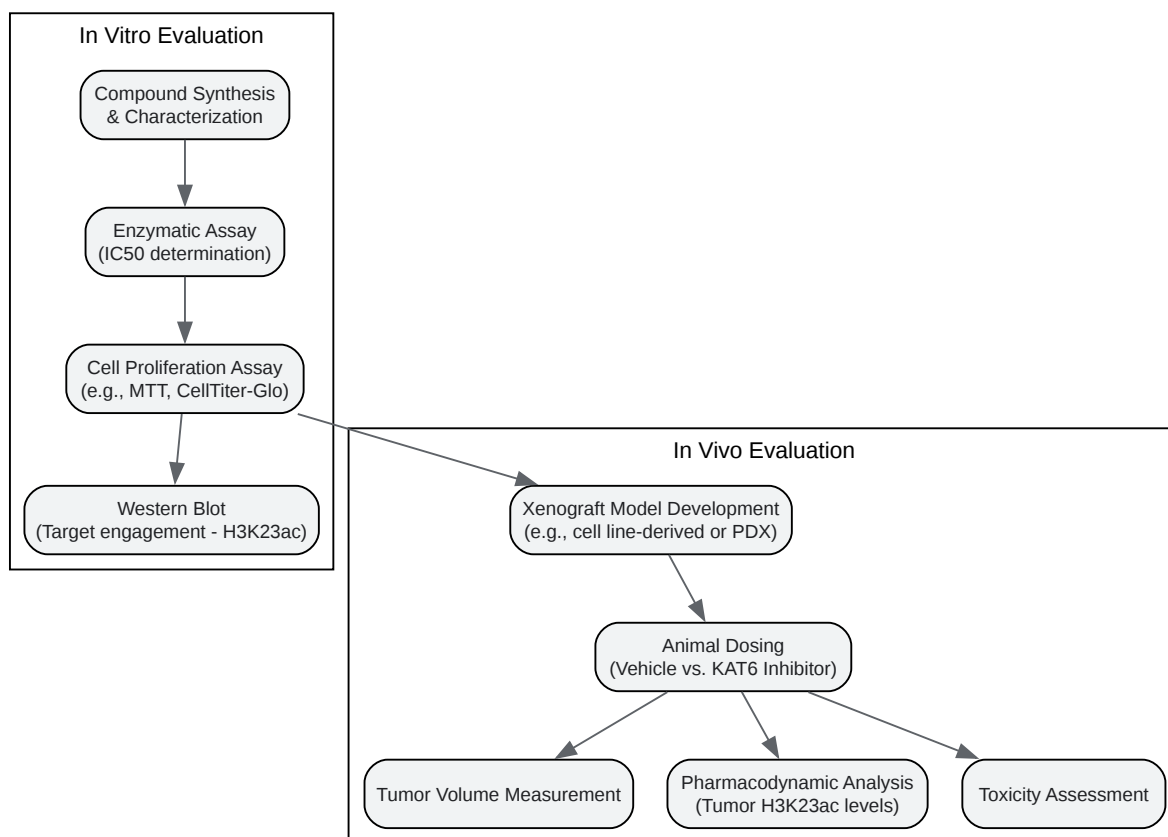 In Vitro Evaluation
Compound Synthesis
& Characterization
Enzymatic Assay
(IC50 determination)
Cell Proliferation Assay
(e.g., MTT, CellTiter-Glo)
Western Blot
(Target engagement - H3K23ac)
In Vivo Evaluation
Xenograft Model Development
(e.g., cell line-derived or PDX)
Animal Dosing
(Vehicle vs. KAT6 Inhibitor)
Tumor Volume Measurement
Pharmacodynamic Analysis
(Tumor H3K23ac levels)
Toxicity Assessment